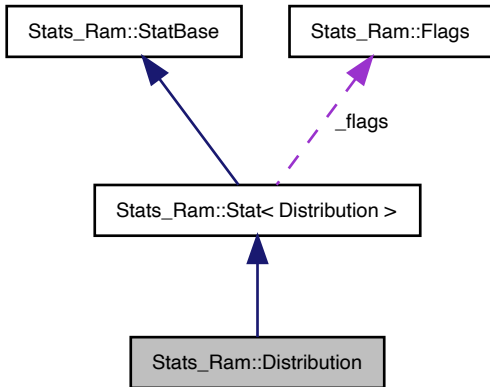 Stats_Ram::StatBase
Stats_Ram::Flags
_flags
Stats_Ram::Stat< Distribution >
Stats_Ram::Distribution